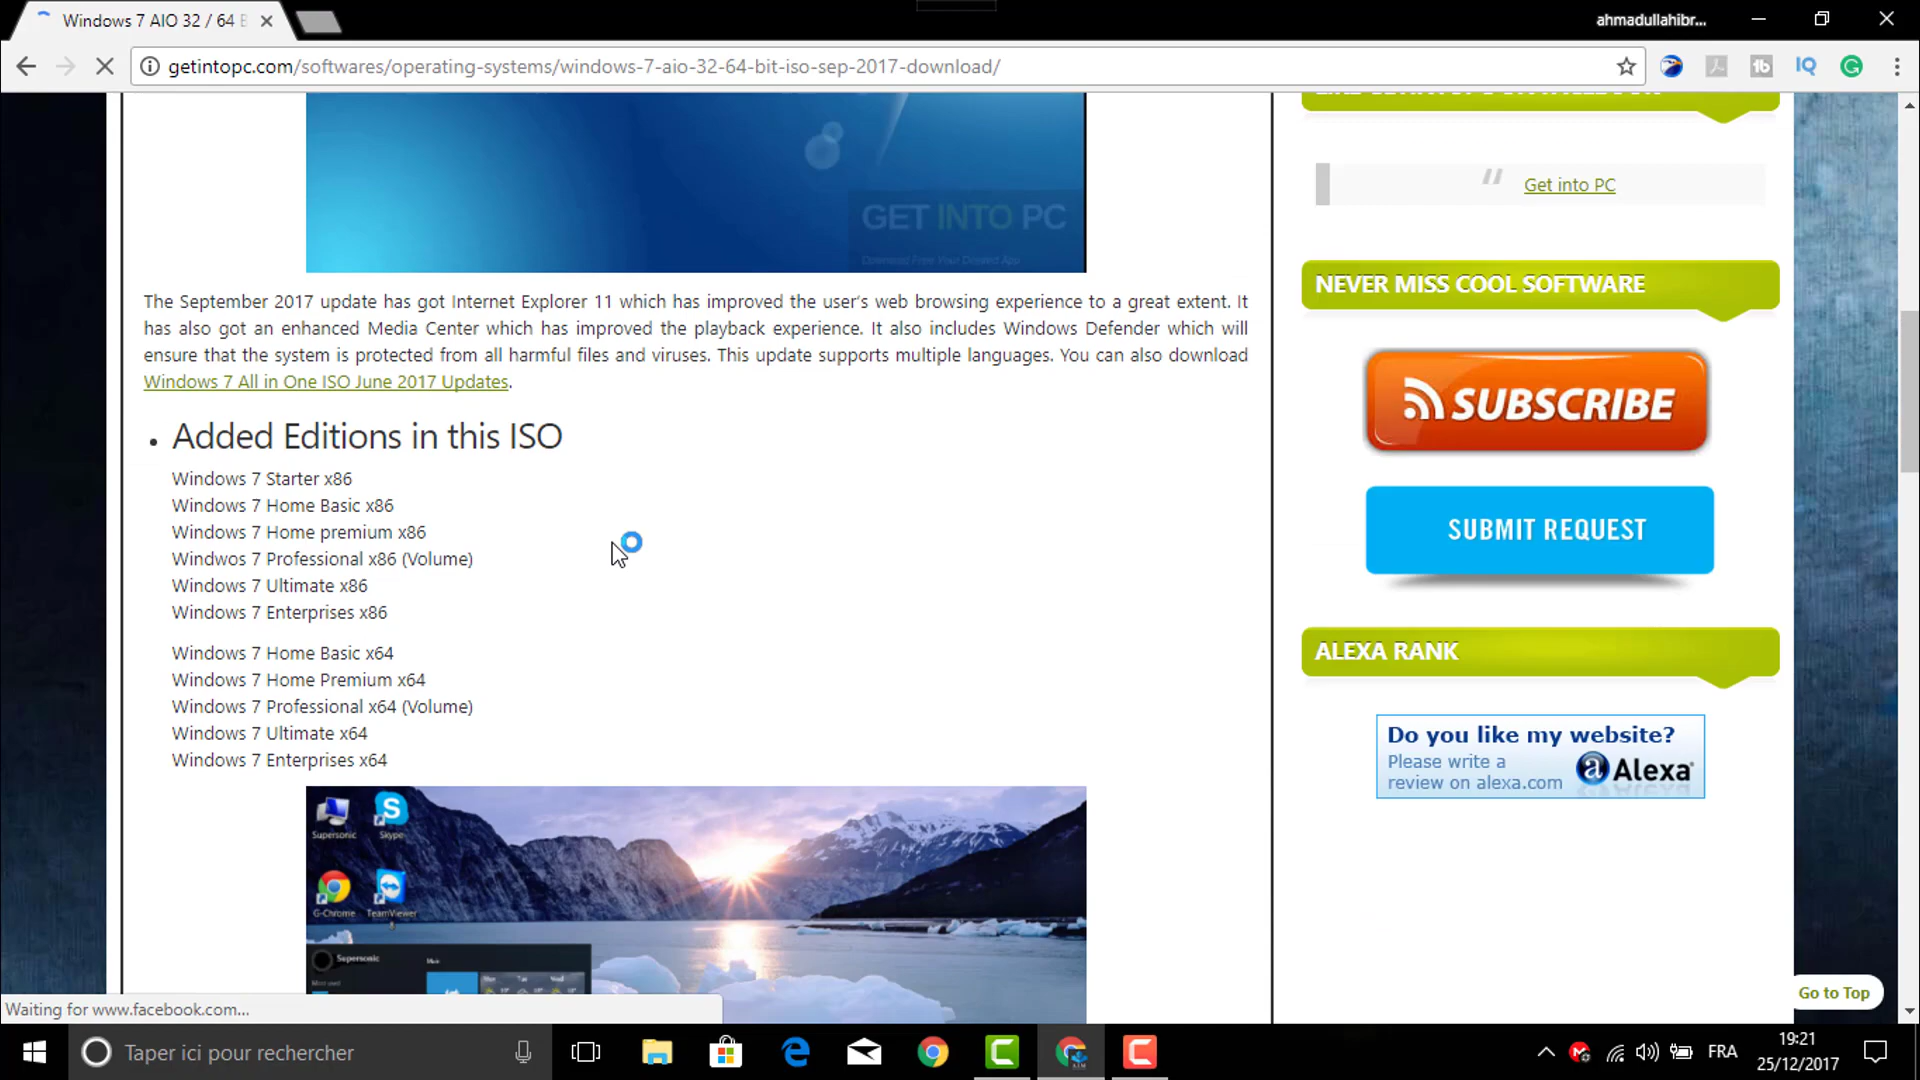 Windows 7 AIO 32 / 64 B
ahmadullahibr...
getintopc.com/softwares/operating-systems/windows-7-aio-32-64-bit-iso-sep-2017-download/
GET INTO PC
Download Free Your Desired App
Get into PC
The September 2017 update has got Internet Explorer 11 which has improved the user's web browsing experience to a great extent. It
has also got an enhanced Media Center which has improved the playback experience. It also includes Windows Defender which will
ensure that the system is protected from all harmful files and viruses. This update supports multiple languages. You can also download
Windows 7 All in One ISO June 2017 Updates.
Added Editions in this ISO
Windows 7 Starter x86
Windows 7 Home Basic x86
Windows 7 Home premium x86
Windwos 7 Professional x86 (Volume)
Windows 7 Ultimate x86
Windows 7 Enterprises x86
Windows 7 Home Basic x64
Windows 7 Home Premium x64
Windows 7 Professional x64 (Volume)
Windows 7 Ultimate x64
Windows 7 Enterprises x64
NEVER MISS COOL SOFTWARE
SUBSCRIBE
SUBMIT REQUEST
ALEXA RANK
Do you like my website?
Please write a
review on alexa.com
a Alexa
Supersonic
Skype
G-Chrome
TeamViewer
Supersonic
Go to Top
Waiting for www.facebook.com...
Taper ici pour rechercher
FRA
19:21
25/12/2017